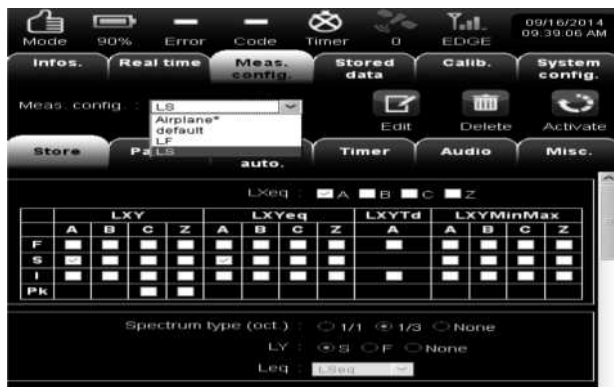 09/16/2014
Mode 90% Error Code Timer 0 EDGE 09:39:06 AM
Infos. Real time Meas. config. Stored data Calib. System config.
Meas. config. : LS
Airplane*
default
LF
LS
Edit Delete Activate
Store Pa auto. Timer Audio Misc.
LXeq : A B C Z
LXY LXYeq LXYTd LXYMinMax
A B C Z A B C Z A A B C Z
F
S
I
Pk
Spectrum type (oct.) : 1/1 1/3 None
LY : S F None
Leq : LSeq